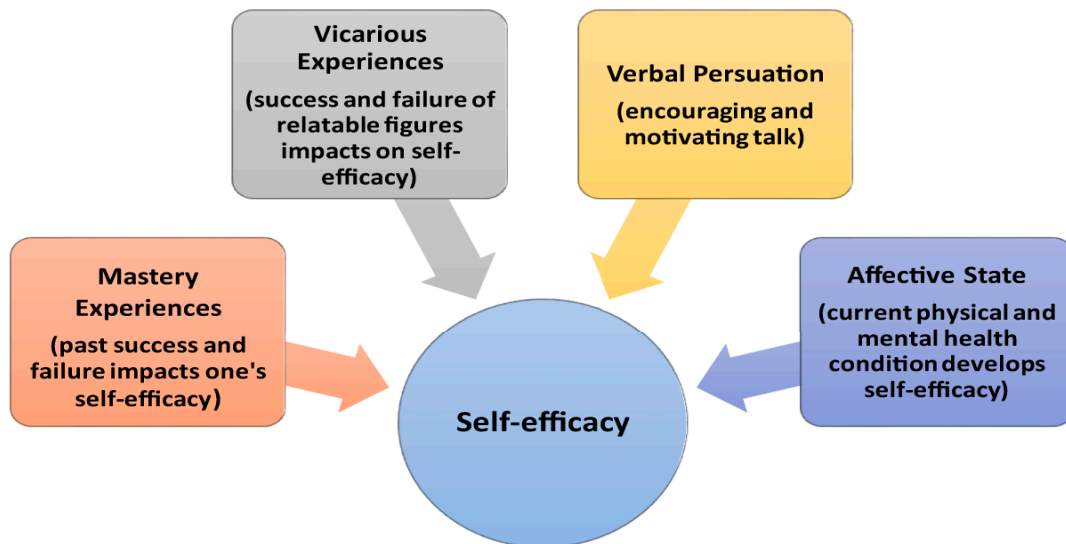 Vicarious
Experiences
(success and failure of
relatable figures
impacts on self-
efficacy)
Verbal Persuation
(encouraging and
motivating talk)
Mastery
Experiences
(past success and
failure impacts one's
self-efficacy)
Affective State
(current physical and
mental health
condition develops
self-efficacy)
Self-efficacy